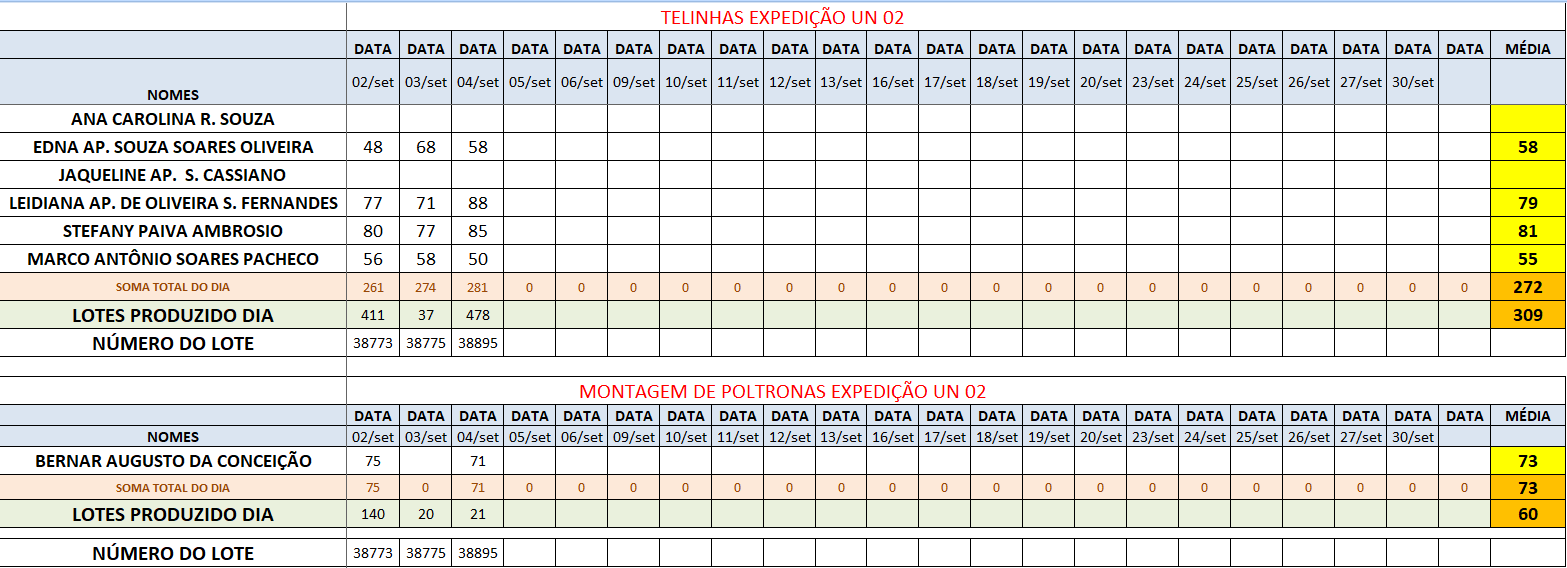 TELINHAS EXPEDIÇÃO UN 02
DATA DATA DATA DATA DATA DATA DATA DATA DATA DATA DATA DATA DATA DATA DATA DATA DATA DATA DATA DATA DATA DATA MÉDIA
NOMES 02/set 03/set 04/set 05/set 06/set 09/set 10/set 11/set 12/set 13/set 16/set 17/set 18/set 19/set 20/set 23/set 24/set 25/set 26/set 27/set 30/set
ANA CAROLINA R. SOUZA
EDNA AP. SOUZA SOARES OLIVEIRA 48 68 58 58
JAQUELINE AP. S. CASSIANO
LEIDIANA AP. DE OLIVEIRA S. FERNANDES 77 71 88 79
STEFANY PAIVA AMBROSIO 80 77 85 81
MARCO ANTÔNIO SOARES PACHECO 56 58 50 55
SOMA TOTAL DO DIA 261 274 281 0 0 0 0 0 0 0 0 0 0 0 0 0 0 0 0 0 0 0 272
LOTES PRODUZIDO DIA 411 37 478 309
NÚMERO DO LOTE 38773 38775 38895
MONTAGEM DE POLTRONAS EXPEDIÇÃO UN 02
DATA DATA DATA DATA DATA DATA DATA DATA DATA DATA DATA DATA DATA DATA DATA DATA DATA DATA DATA DATA DATA DATA MÉDIA
NOMES 02/set 03/set 04/set 05/set 06/set 09/set 10/set 11/set 12/set 13/set 16/set 17/set 18/set 19/set 20/set 23/set 24/set 25/set 26/set 27/set 30/set
BERNAR AUGUSTO DA CONCEIÇÃO 75 71 73
SOMA TOTAL DO DIA 75 0 71 0 0 0 0 0 0 0 0 0 0 0 0 0 0 0 0 0 0 0 73
LOTES PRODUZIDO DIA 140 20 21 60
NÚMERO DO LOTE 38773 38775 38895